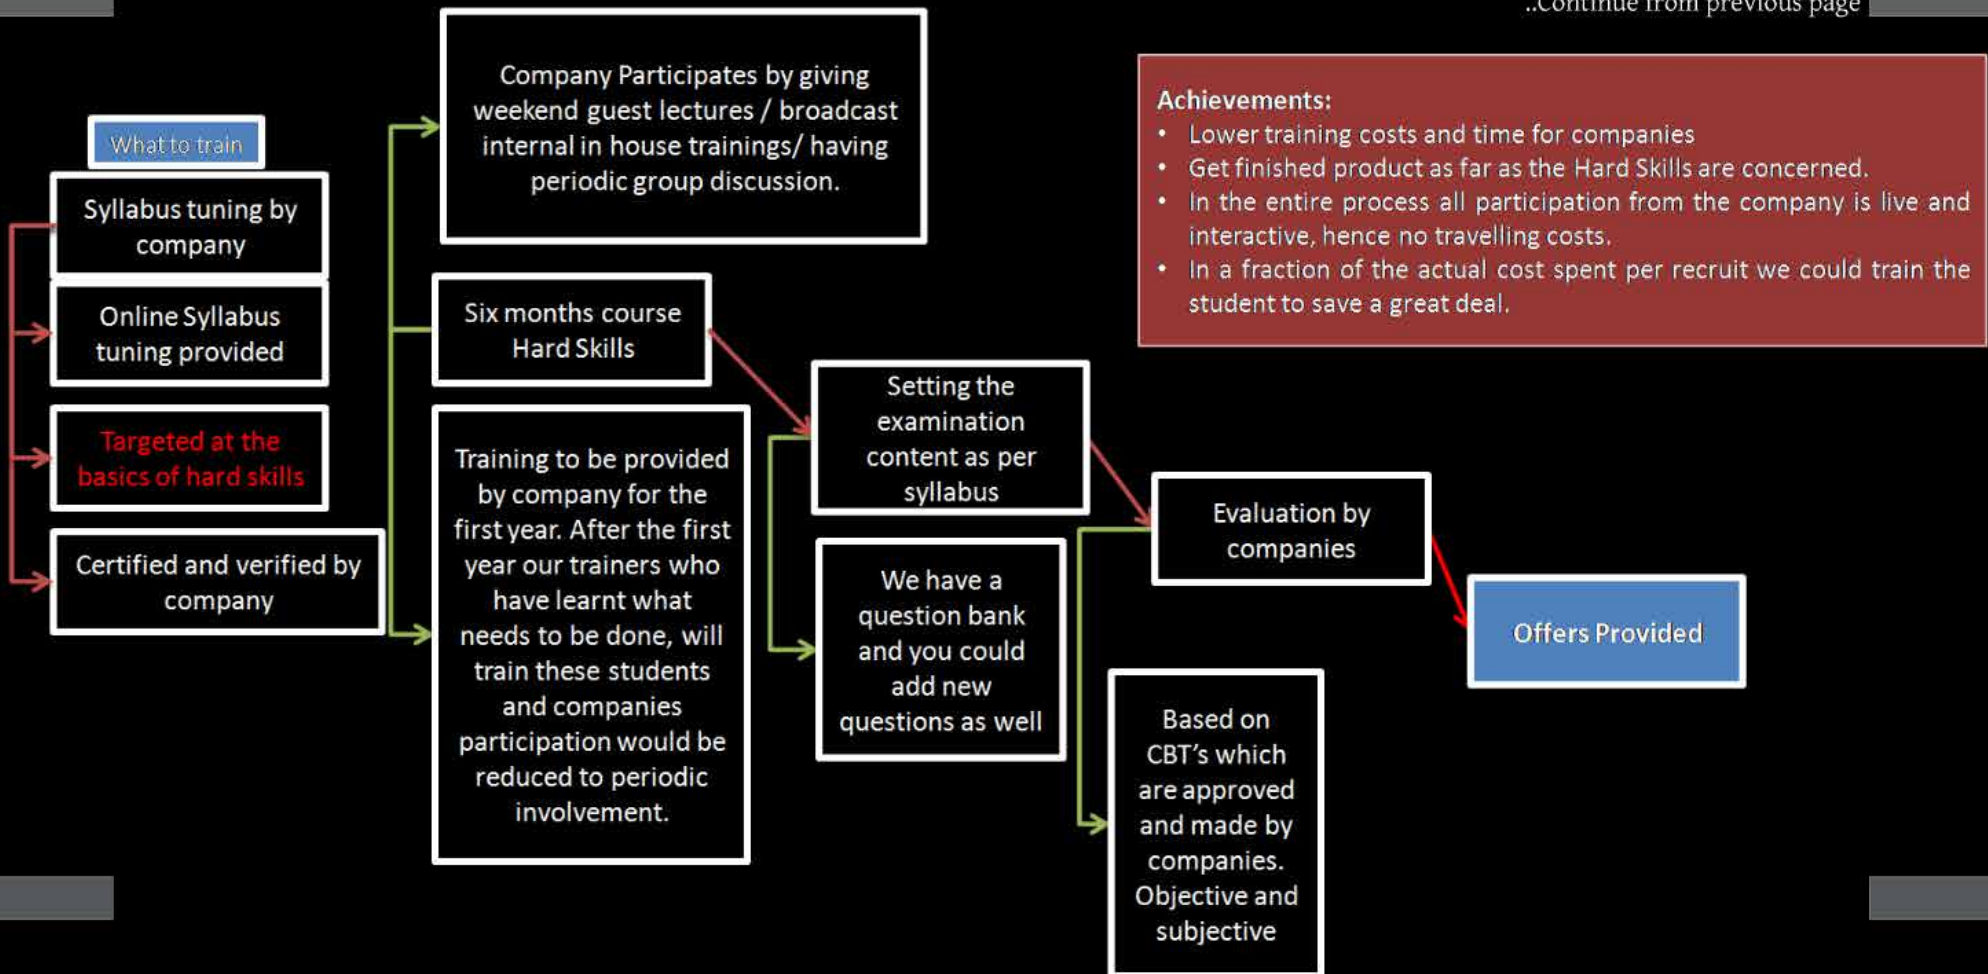 ..Continue from previous page
What to train
Syllabus tuning by
company
Online Syllabus
tuning provided
Targeted at the
basics of hard skills
Certified and verified by
company
Company Participates by giving
weekend guest lectures / broadcast
internal in house trainings/ having
periodic group discussion.
Six months course
Hard Skills
Training to be provided
by company for the
first year. After the first
year our trainers who
have learnt what
needs to be done, will
train these students
and companies
participation would be
reduced to periodic
involvement.
Setting the
examination
content as per
syllabus
We have a
question bank
and you could
add new
questions as well
Evaluation by
companies
Based on
CBT's which
are approved
and made by
companies.
Objective and
subjective
Offers Provided
Achievements:
• Lower training costs and time for companies
• Get finished product as far as the Hard Skills are concerned.
• In the entire process all participation from the company is live and
interactive, hence no travelling costs.
• In a fraction of the actual cost spent per recruit we could train the
student to save a great deal.